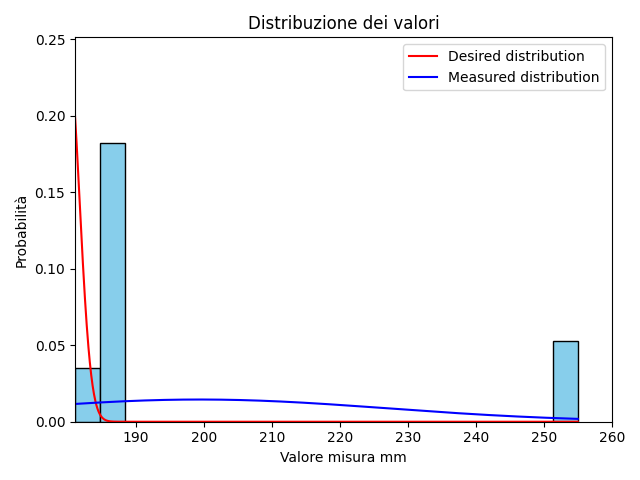 Distribuzione dei valori
0.25
0.20
0.15
0.10
0.05
0.00
Probabilità
Desired distribution
Measured distribution
190 200 210 220 230 240 250 260
Valore misura mm